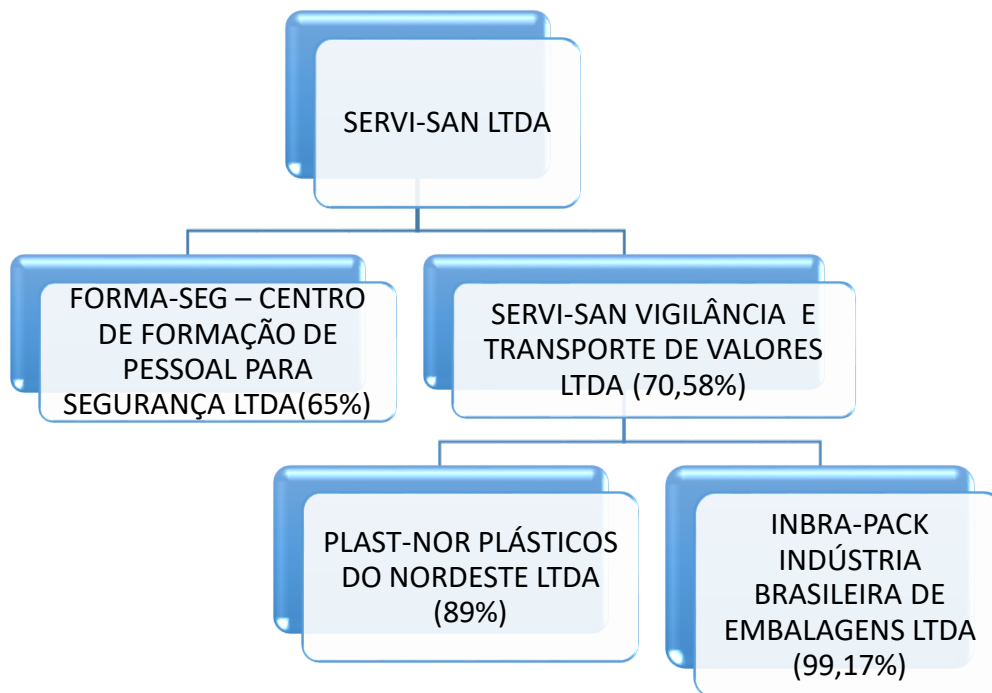 SERVI-SAN LTDA
FORMA-SEG – CENTRO
DE FORMAÇÃO DE
PESSOAL PARA
SEGURANÇA LTDA(65%)
SERVI-SAN VIGILÂNCIA E
TRANSPORTE DE VALORES
LTDA (70,58%)
PLAST-NOR PLÁSTICOS
DO NORDESTE LTDA
(89%)
INBRA-PACK
INDÚSTRIA
BRASILEIRA DE
EMBALAGENS LTDA
(99,17%)